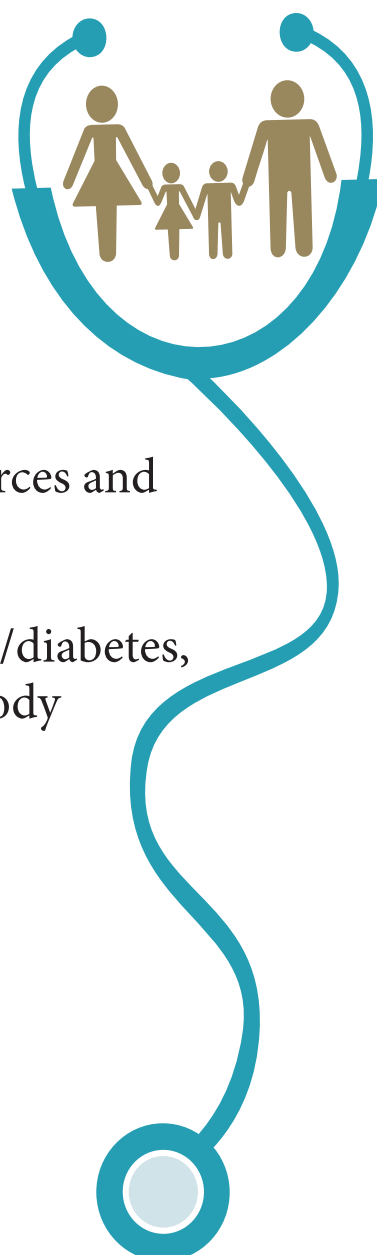 rces and
/diabetes,
ody